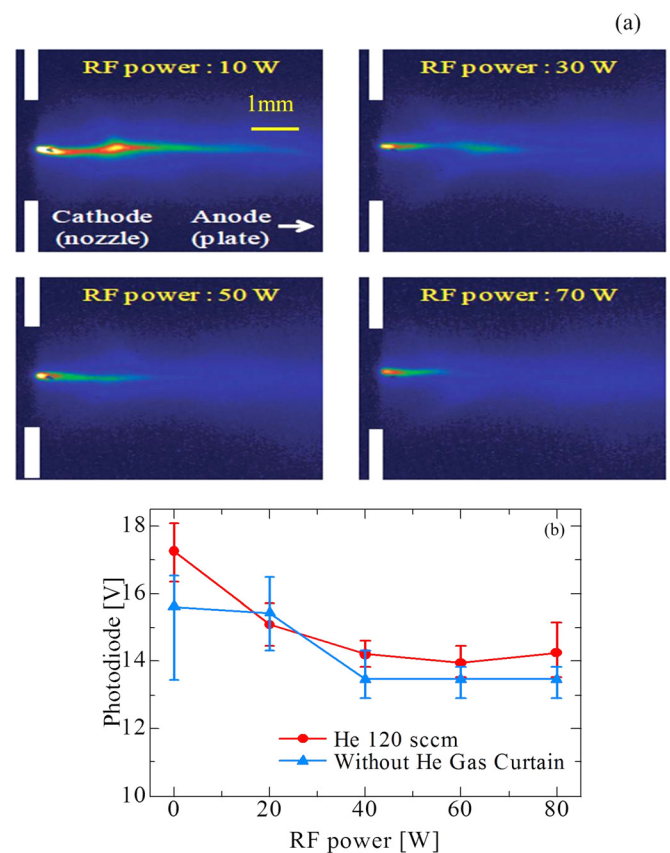 (a)
RF power : 10 W
1mm
Cathode
(nozzle)
Anode
(plate)
RF power : 30 W
RF power : 50 W
RF power : 70 W
(b)
18
16
14
13
10
Photodiode [V]
He 120 sccm
Without He Gas Curtain
0
20
40
60
80
RF power [W]